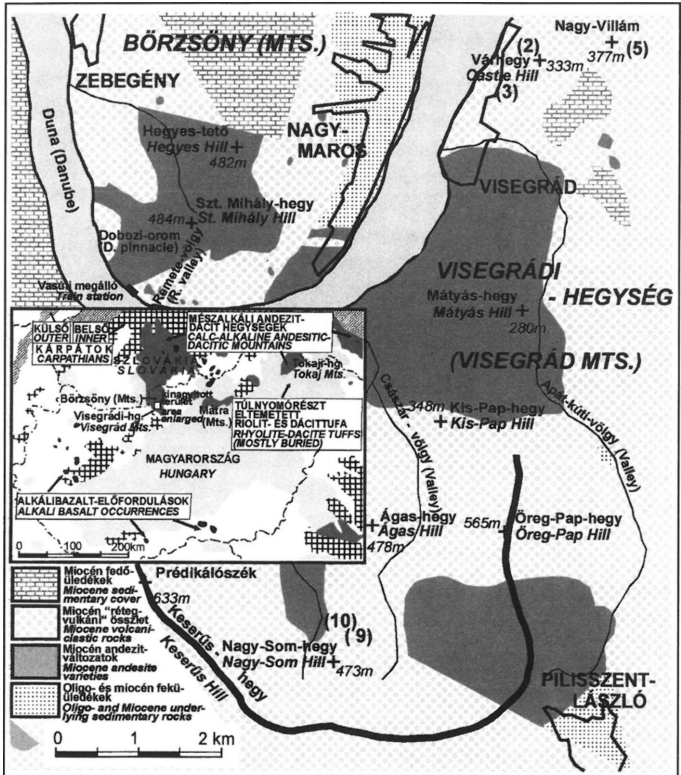 BÖRZSÖNY (MTS.)
ZEBEGÉNY
Duna (Danube)
Hegyes-tető
Hegyes Hill
482m
NAGY-
MAROS
Szt. Mihály-hegy
St. Mihály Hill
484m
Dobozi-orom
(D. pinnacle)
Remete-völgy
(R. valley)
Vasúti megálló
Train station
Nagy-Villám
377m
(5)
(2)
Várhegy
Castle Hill
333m
(3)
VISEGRÁD
VISEGRÁDI
- HEGYSÉG
Mátyás-hegy
Mátyás Hill
280m
(VISEGRÁD MTS.)
Császár - völgy (Valley)
Apát-kúti-völgy (Valley)
348m
Kis-Pap-hegy
Kis-Pap Hill
Ágas-hegy
Ágas Hill
478m
565m
Öreg-Pap-hegy
Öreg-Pap Hill
Prédikálószék
633m
Keserűs - hegy
Keserűs Hill
(10)
(9)
Nagy-Som-hegy
Nagy-Som Hill
473m
PILISSZENT-
LÁSZLÓ
KÜLSŐ BELSŐ
OUTER INNER
KÁRPÁTOK
CARPATHIANS
MÉSZALKÁLI ANDEZIT-
DÁCIT HEGYSÉGEK
CALC-ALKALINE ANDESITIC-
DACITIC MOUNTAINS
SZLOVÁKIA
SLOVAKIA
Tokaji-hg.
Tokaj Mts.
Börzsöny (Mts.)
kinagyított
terület
area
enlarged
Mátra
(Mts.)
Visegrádi-hg.
Visegrád Mts.
TÚLNYOMÓRÉSZT
ELTEMETETT
RIOLIT- ÉS DÁCITTUFA
RHYOLITE-DACITE TUFFS
(MOSTLY BURIED)
MAGYARORSZÁG
HUNGARY
ALKÁLIBAZALT-ELŐFORDULÁSOK
ALKALI BASALT OCCURRENCES
0 100 200km
Miocén fedő-
üledékek
Miocene sedi-
mentary cover
Miocén "réteg-
vulkáni" összlet
Miocene volcani-
clastic rocks
Miocén andezit-
változatok
Miocene andesite
varieties
Oligo- és miocén fekü-
üledékek
Oligo- and Miocene under-
lying sedimentary rocks
0 1 2 km